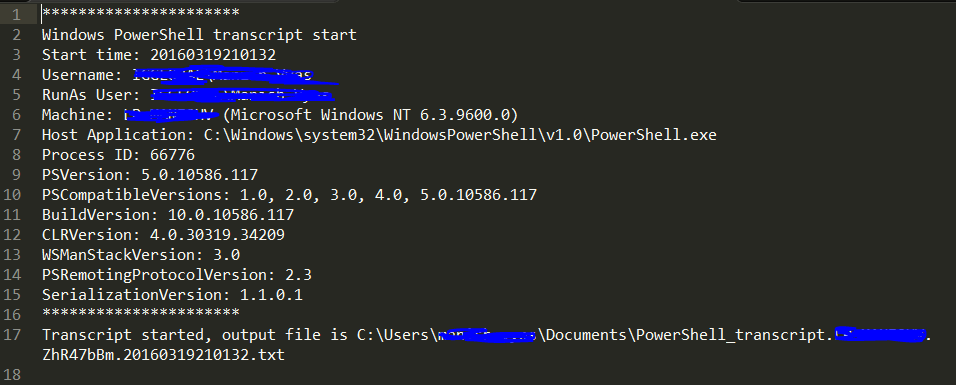 1 **********************
2 Windows PowerShell transcript start
3 Start time: 20160319210132
4 Username:
5 RunAs User:
6 Machine: (Microsoft Windows NT 6.3.9600.0)
7 Host Application: C:\Windows\system32\WindowsPowerShell\v1.0\PowerShell.exe
8 Process ID: 66776
9 PSVersion: 5.0.10586.117
10 PSCompatibleVersions: 1.0, 2.0, 3.0, 4.0, 5.0.10586.117
11 BuildVersion: 10.0.10586.117
12 CLRVersion: 4.0.30319.34209
13 WSManStackVersion: 3.0
14 PSRemotingProtocolVersion: 2.3
15 SerializationVersion: 1.1.0.1
16 **********************
17 Transcript started, output file is C:\Users\ \Documents\PowerShell_transcript. .
ZhR47bBm.20160319210132.txt
18